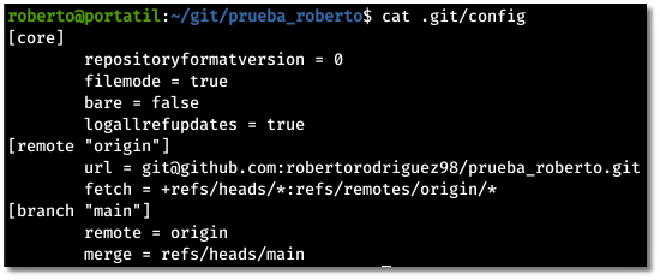 roberto@portatil:~/git/prueba_roberto$ cat .git/config
[core]
        repositoryformatversion = 0
        filemode = true
        bare = false
        logallrefupdates = true
[remote "origin"]
        url = git@github.com:robertorodriguez98/prueba_roberto.git
        fetch = +refs/heads/*:refs/remotes/origin/*
[branch "main"]
        remote = origin
        merge = refs/heads/main